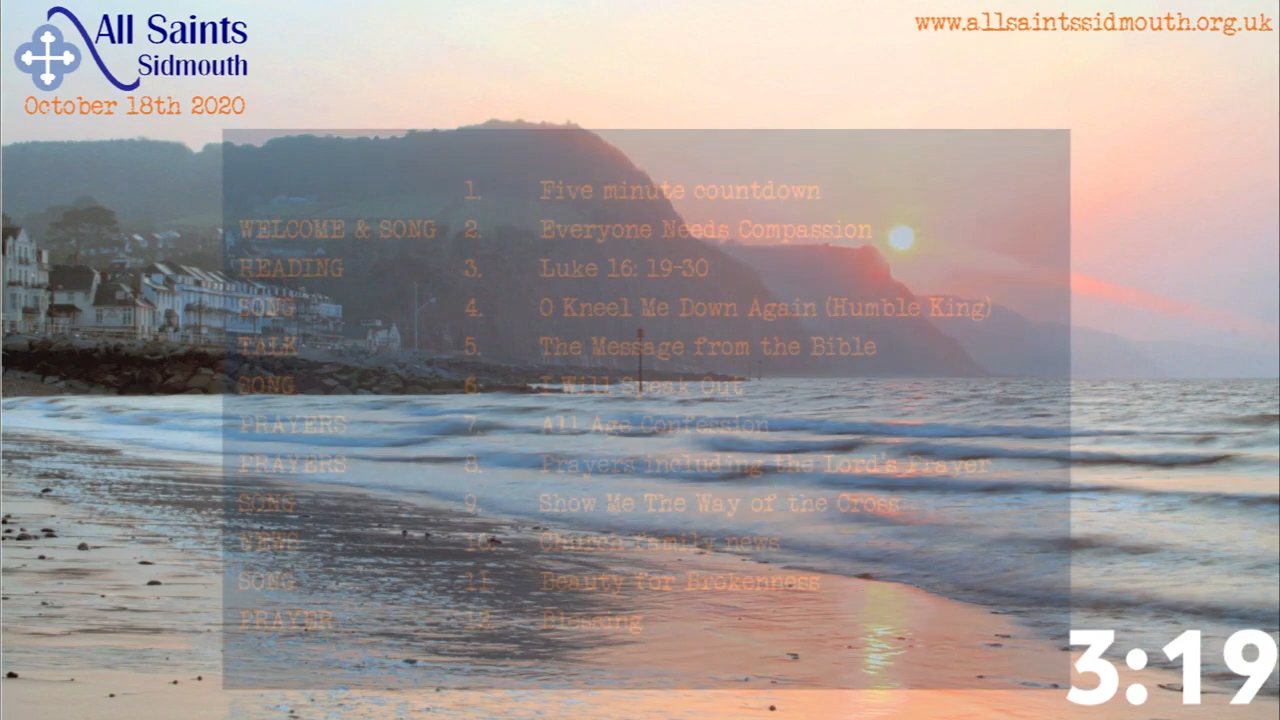 All Saints
Sidmouth
October 18th 2020
www.allsaintssidmouth.org.uk
1. Five minute countdown
WELCOME & SONG 2. Everyone Needs Compassion
READING 3. Luke 16: 19-30
SONG 4. O Kneel Me Down Again (Humble King)
TALK 5. The Message from the Bible
SONG 6. I Will Speak Out
PRAYERS 7. All Age Confession
PRAYERS 8. Prayers including the Lord's Prayer
SONG 9. Show Me The Way of the Cross
NEWS 10. Church family news
SONG 11. Beauty for Brokenness
PRAYER 12. Blessing
3:19